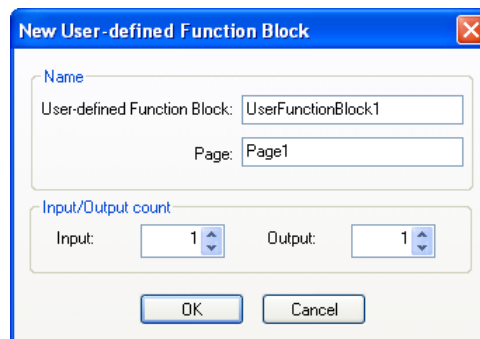 New User-defined Function Block
Name
User-defined Function Block: UserFunctionBlock1
Page: Page1
Input/Output count
Input: 1 Output: 1
OK Cancel